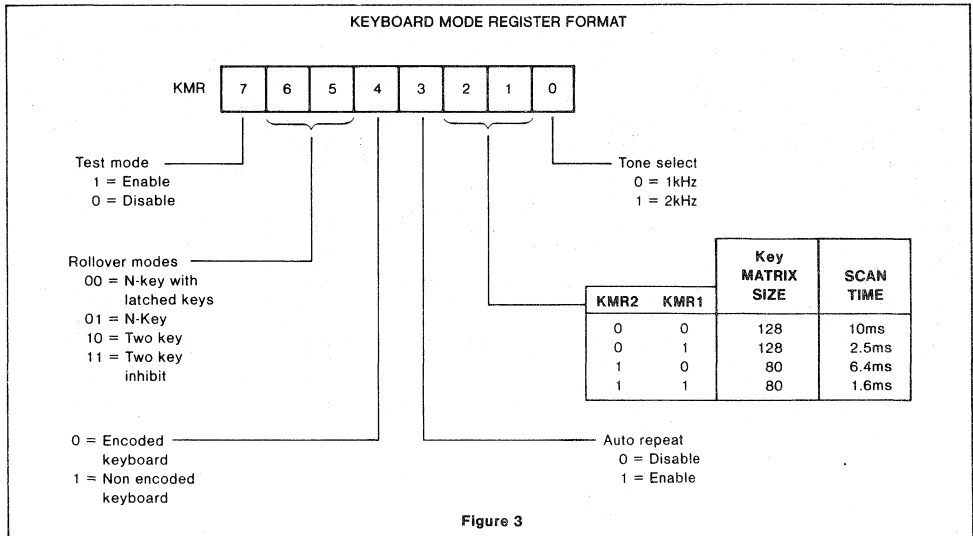 KEYBOARD MODE REGISTER FORMAT
KMR 7 6 5 4 3 2 1 0
Test mode
1 = Enable
0 = Disable
Tone select
0 = 1kHz
1 = 2kHz
Rollover modes
00 = N-key with
latched keys
01 = N-Key
10 = Two key
11 = Two key
inhibit
KMR2 KMR1 Key MATRIX SIZE SCAN TIME
0 0 128 10ms
0 1 128 2.5ms
1 0 80 6.4ms
1 1 80 1.6ms
0 = Encoded
keyboard
1 = Non encoded
keyboard
Auto repeat
0 = Disable
1 = Enable
Figure 3